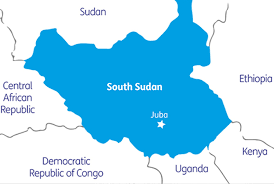 Sudan
Central
African
Republic
South Sudan
Ethiopia
Juba
Democratic
Republic of Congo
Uganda
Kenya